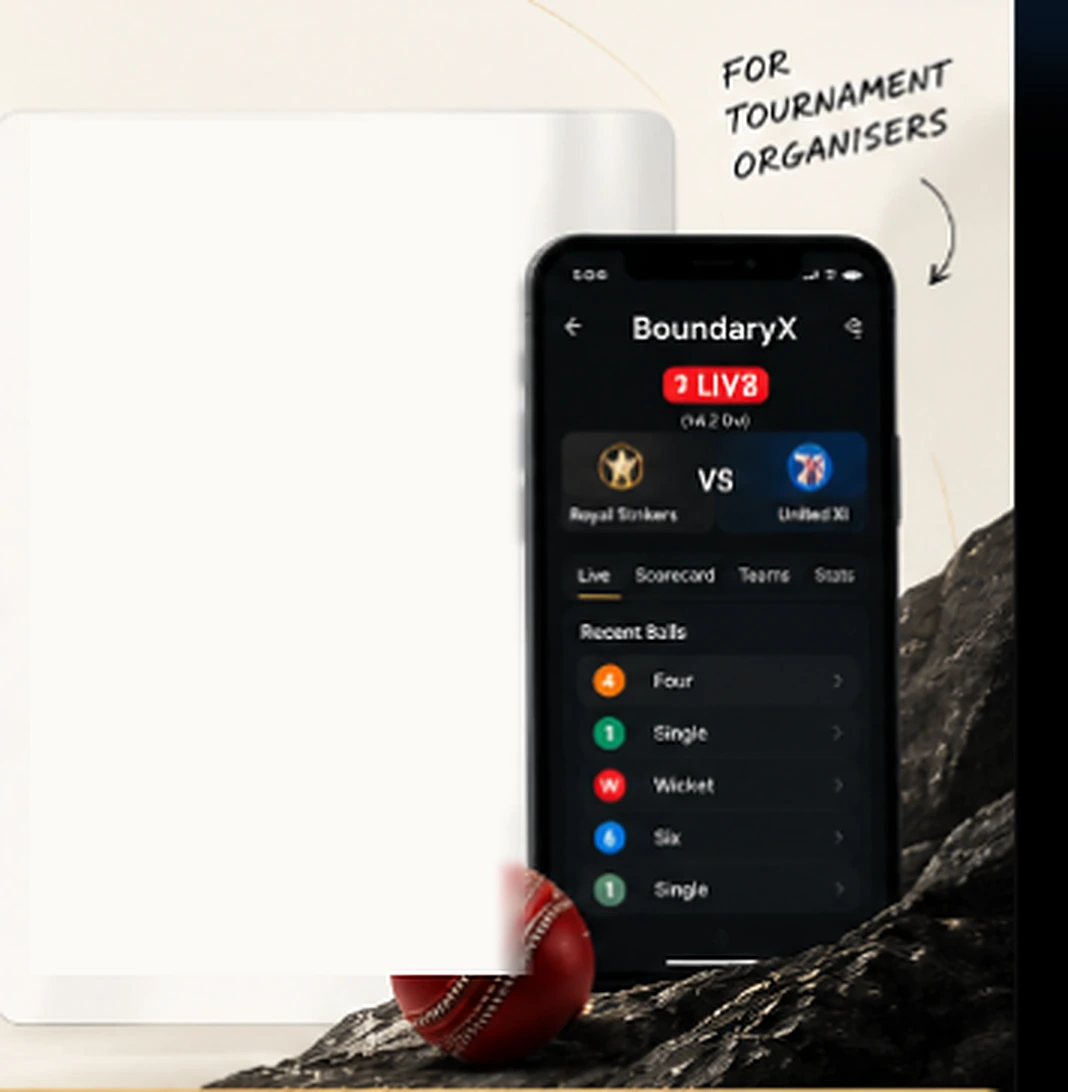 FOR
TOURNAMENT
ORGANISERS
BoundaryX
LIV8
VS
Royal Strikers
United XI
Live Scorecard Teams Stats
Recent Balls
4 Four
1 Single
W Wicket
6 Six
1 Single